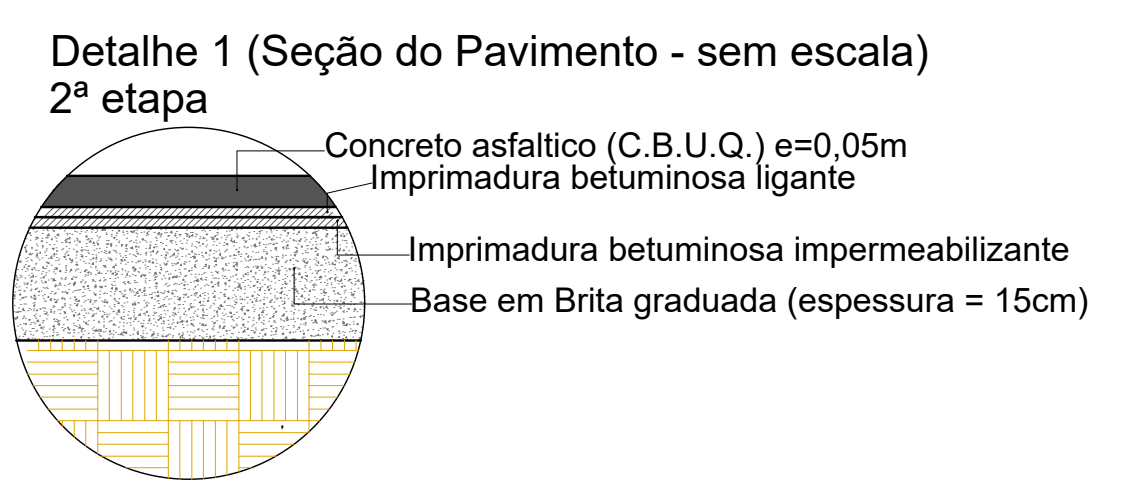 Detalhe 1 (Seção do Pavimento - sem escala)
2ª etapa
Concreto asfaltico (C.B.U.Q.) e=0,05m
Imprimadura betuminosa ligante
Imprimadura betuminosa impermeabilizante
Base em Brita graduada (espessura = 15cm)